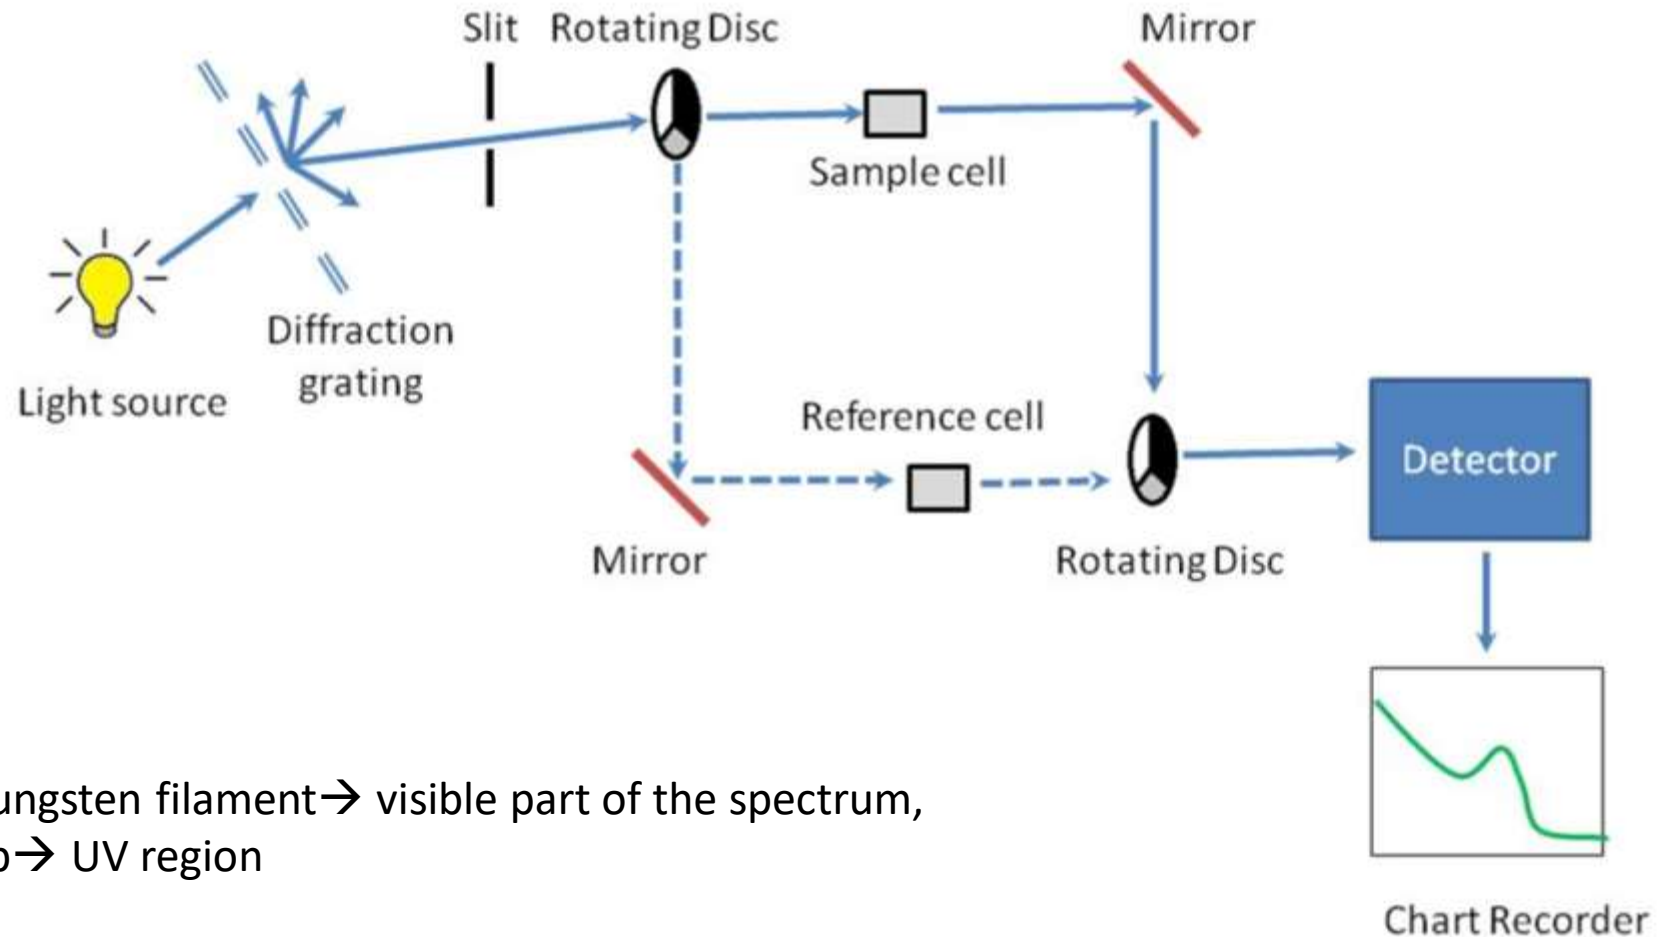 Slit
Rotating Disc
Mirror
Sample cell
Diffraction
grating
Light source
Reference cell
Detector
Mirror
Rotating Disc
filament→ visible part of the spectrum,
→ UV region
Chart Recorder